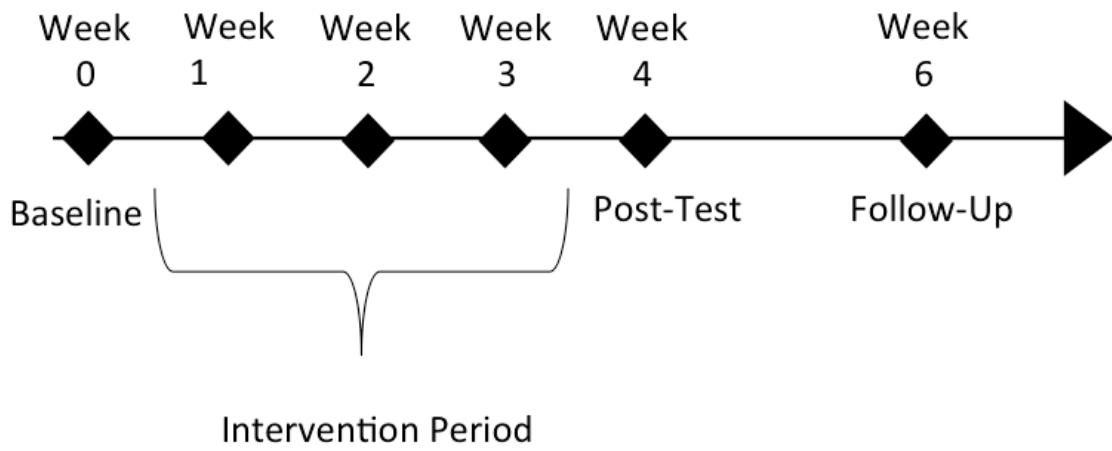 Week Week Week Week Week Week
0 1 2 3 4 6
Baseline Post-Test Follow-Up
Intervention Period